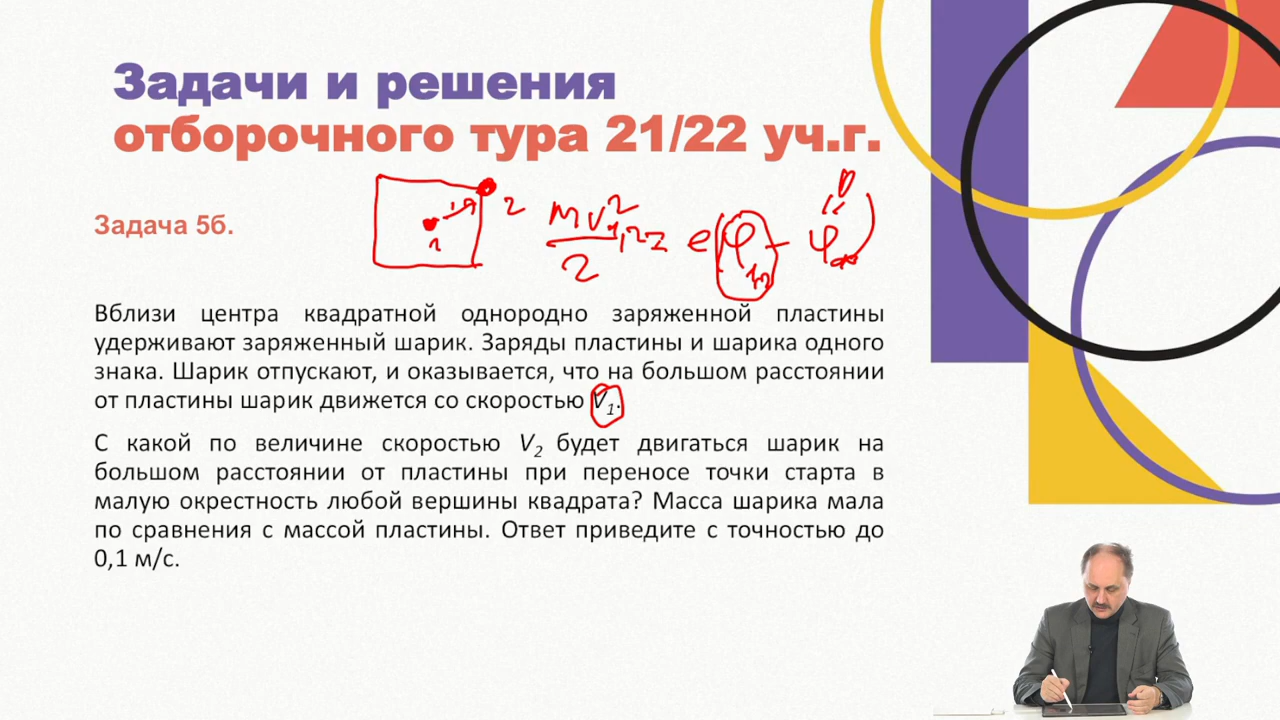 Задачи и решения
отборочного тура 21/22 уч.г.
Задача 5б.
1
2
Вблизи центра квадратной однородно заряженной пластины
удерживают заряженный шарик. Заряды пластины и шарика одного
знака. Шарик отпускают, и оказывается, что на большом расстоянии
от пластины шарик движется со скоростью V₁.
С какой по величине скоростью V₂ будет двигаться шарик на
большом расстоянии от пластины при переносе точки старта в
малую окрестность любой вершины квадрата? Масса шарика мала
по сравнения с массой пластины. Ответ приведите с точностью до
0,1 м/с.